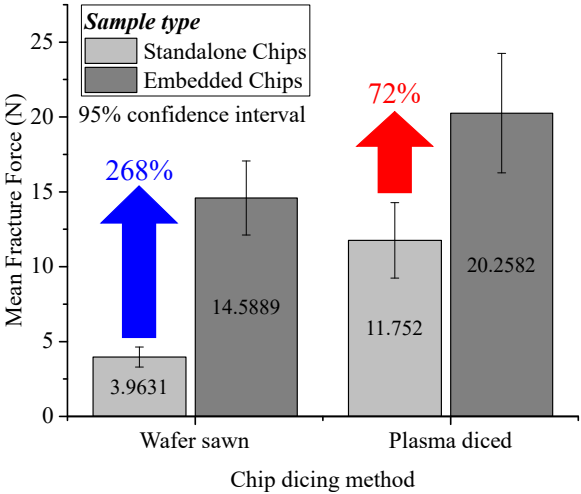 Sample type
Standalone Chips
Embedded Chips
95% confidence interval
268%
72%
3.9631
14.5889
11.752
20.2582
25
20
15
10
5
0
Mean Fracture Force (N)
Wafer sawn
Plasma diced
Chip dicing method